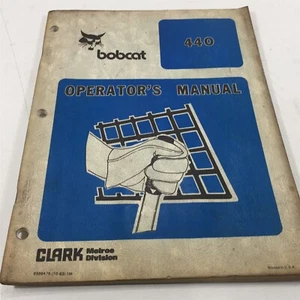 bobcat
440
OPERATOR'S MANUAL
CLARK Melroe
Division